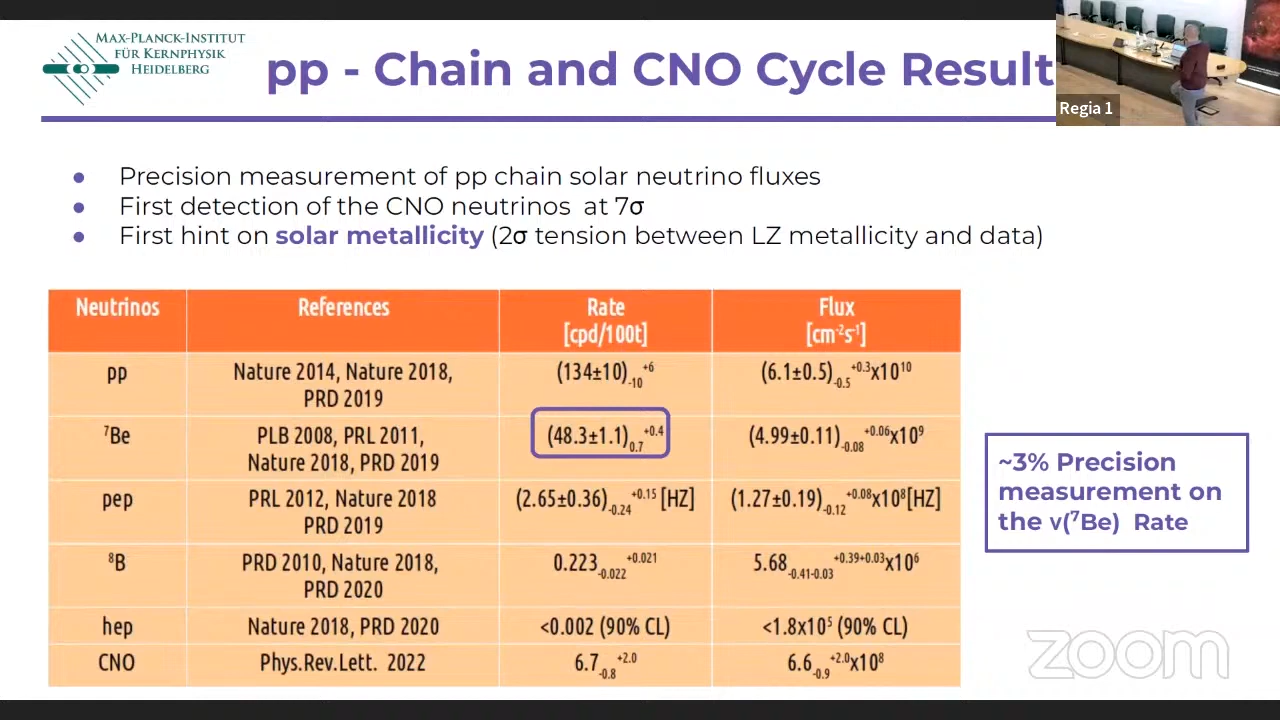 MAX-PLANCK-INSTITUT
FÜR KERNPHYSIK
HEIDELBERG
pp - Chain and CNO Cycle Result
Regia 1
● Precision measurement of pp chain solar neutrino fluxes
● First detection of the CNO neutrinos at 7σ
● First hint on solar metallicity (2σ tension between LZ metallicity and data)
Neutrinos References Rate Flux
[cpd/100t] [cm⁻²s⁻¹]
pp Nature 2014, Nature 2018, (134±10)₋₁₀⁺⁶ (6.1±0.5)₋₀.₅⁺⁰·³x10¹⁰
PRD 2019
⁷Be PLB 2008, PRL 2011, (48.3±1.1)₀.₇⁺⁰·⁴ (4.99±0.11)₋₀.₀₈⁺⁰·⁰⁶x10⁹
Nature 2018, PRD 2019
pep PRL 2012, Nature 2018 (2.65±0.36)₋₀.₂₄⁺⁰·¹⁵ [HZ] (1.27±0.19)₋₀.₁₂⁺⁰·⁰⁸x10⁸[HZ]
PRD 2019
⁸B PRD 2010, Nature 2018, 0.223₋₀.₀₂₂⁺⁰·⁰²¹ 5.68₋₀.₄₁₋₀.₀₃⁺⁰·³⁹⁺⁰·⁰³x10⁶
PRD 2020
hep Nature 2018, PRD 2020 <0.002 (90% CL) <1.8x10⁵ (90% CL)
CNO Phys.Rev.Lett. 2022 6.7₋₀.₈⁺²·⁰ 6.6₋₀.₉⁺²·⁰x10⁸
~3% Precision
measurement on
the ν(⁷Be) Rate
zoom